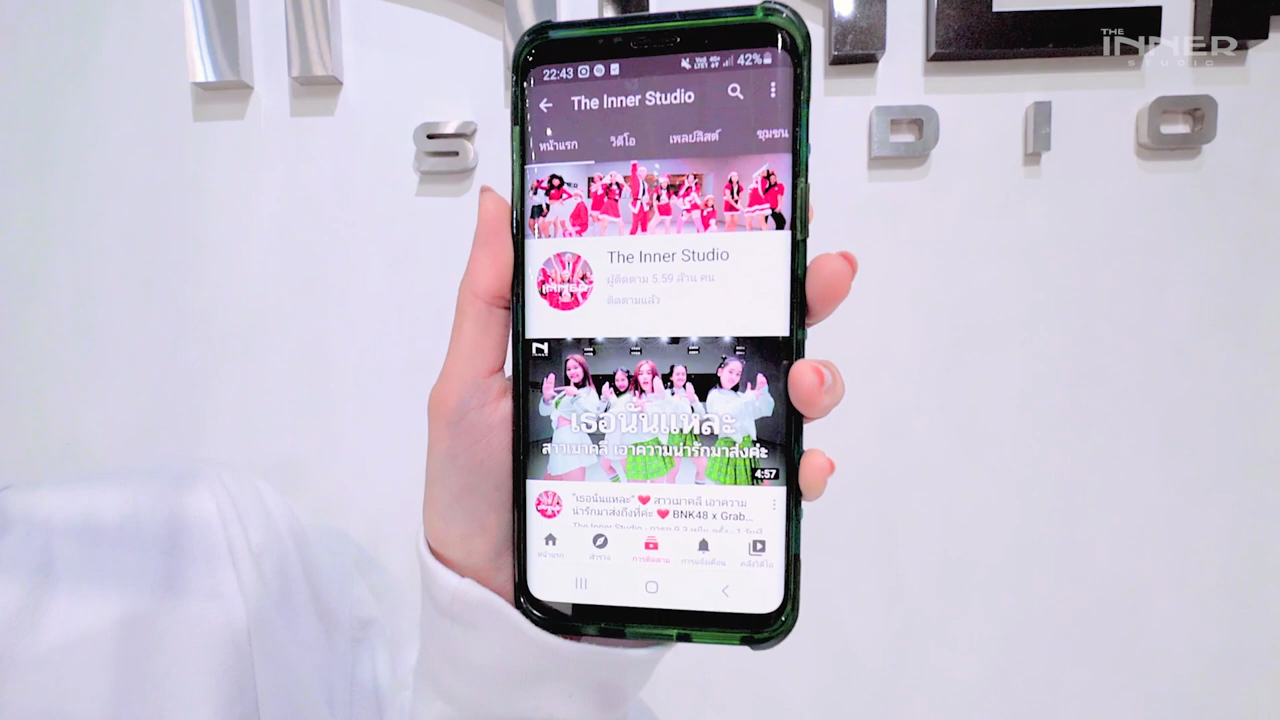 THE
INNER
STUDIO
S D I O
22:43 42%
The Inner Studio
หน้าแรก วิดีโอ เพลย์ลิสต์ ชุมชน
INNER
The Inner Studio
ผู้ติดตาม 5.59 ล้าน คน
ติดตามแล้ว
เธอนั่นแหละ
สาวเมาคลี เอาความน่ารักมาส่งค่ะ
4:57
"เธอนั่นแหละ" ❤️ สาวเมาคลี เอาความ
น่ารักมาส่งถึงที่ค่ะ ❤️ BNK48 x Grab...
The Inner Studio
หน้าแรก สำรวจ การติดตาม การแจ้งเตือน คลังวิดีโอ